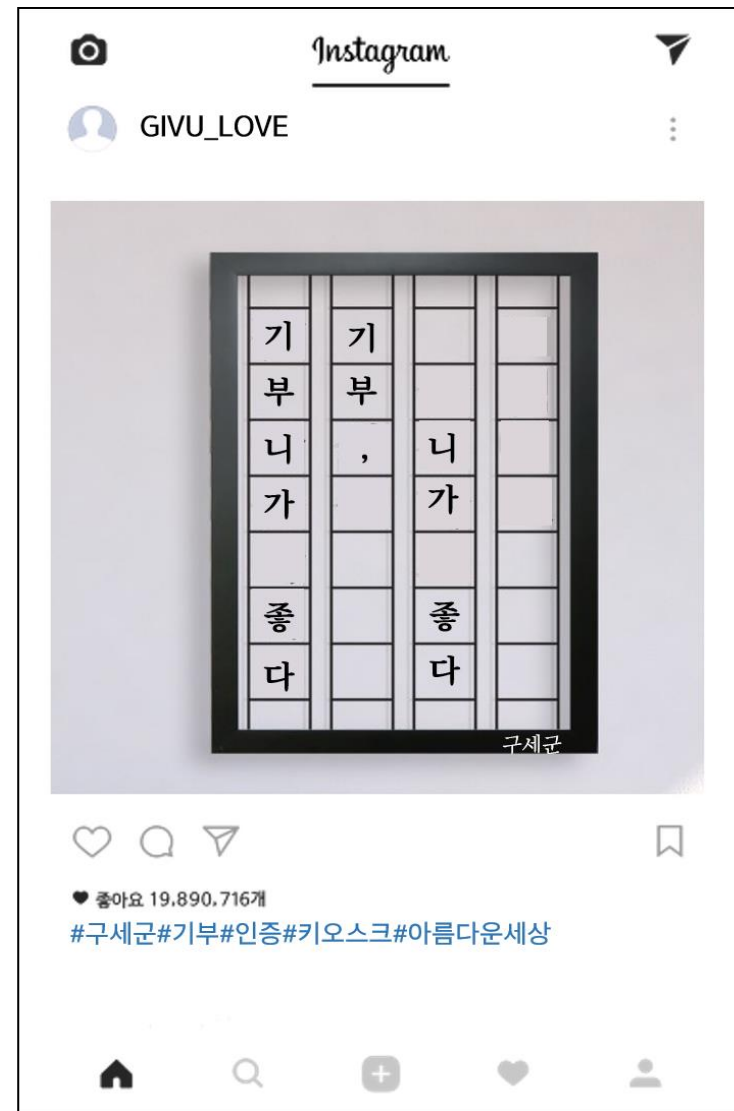 Instagram
GIVU_LOVE
기부니가 좋다
기부,
니가 좋다
구세군
좋아요 19,890,716개
#구세군#기부#인증#키오스크#아름다운세상